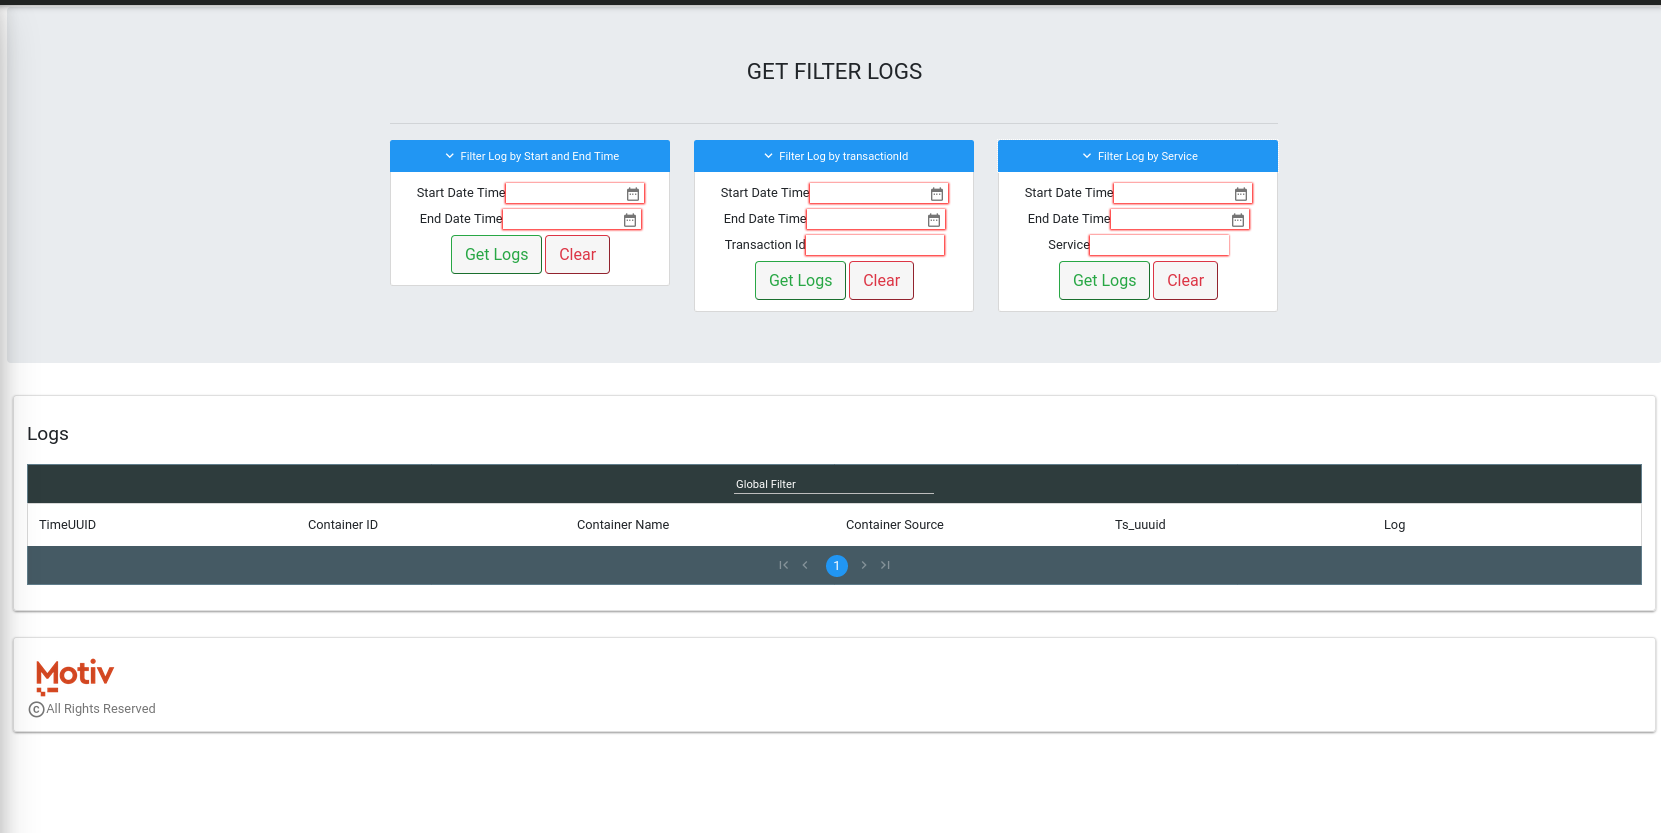 GET FILTER LOGS
Filter Log by Start and End Time
Start Date Time
End Date Time
Get Logs Clear
Filter Log by transactionId
Start Date Time
End Date Time
Transaction Id
Get Logs Clear
Filter Log by Service
Start Date Time
End Date Time
Service
Get Logs Clear
Logs
Global Filter
TimeUUID Container ID Container Name Container Source Ts_uuuid Log
1
Motiv
© All Rights Reserved